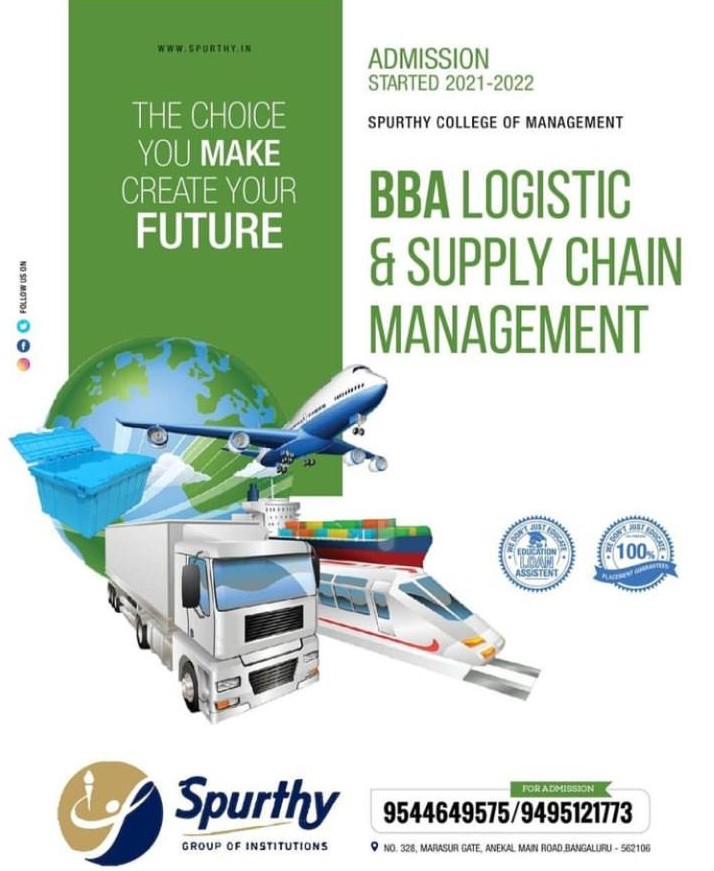 WWW.SPURTHY.IN
THE CHOICE
YOU MAKE
CREATE YOUR
FUTURE
FOLLOW US ON
ADMISSION
STARTED 2021-2022
SPURTHY COLLEGE OF MANAGEMENT
BBA LOGISTIC
& SUPPLY CHAIN
MANAGEMENT
WE DON'T JUST EDUCATE
EDUCATION
LOAN
ASSISTENT
WE DON'T JUST EDUCATE
100%
PLACEMENT GUARANTEED
Spurthy
GROUP OF INSTITUTIONS
FOR ADMISSION
9544649575/9495121773
NO. 328, MARASUR GATE, ANEKAL MAIN ROAD,BANGALURU - 562106